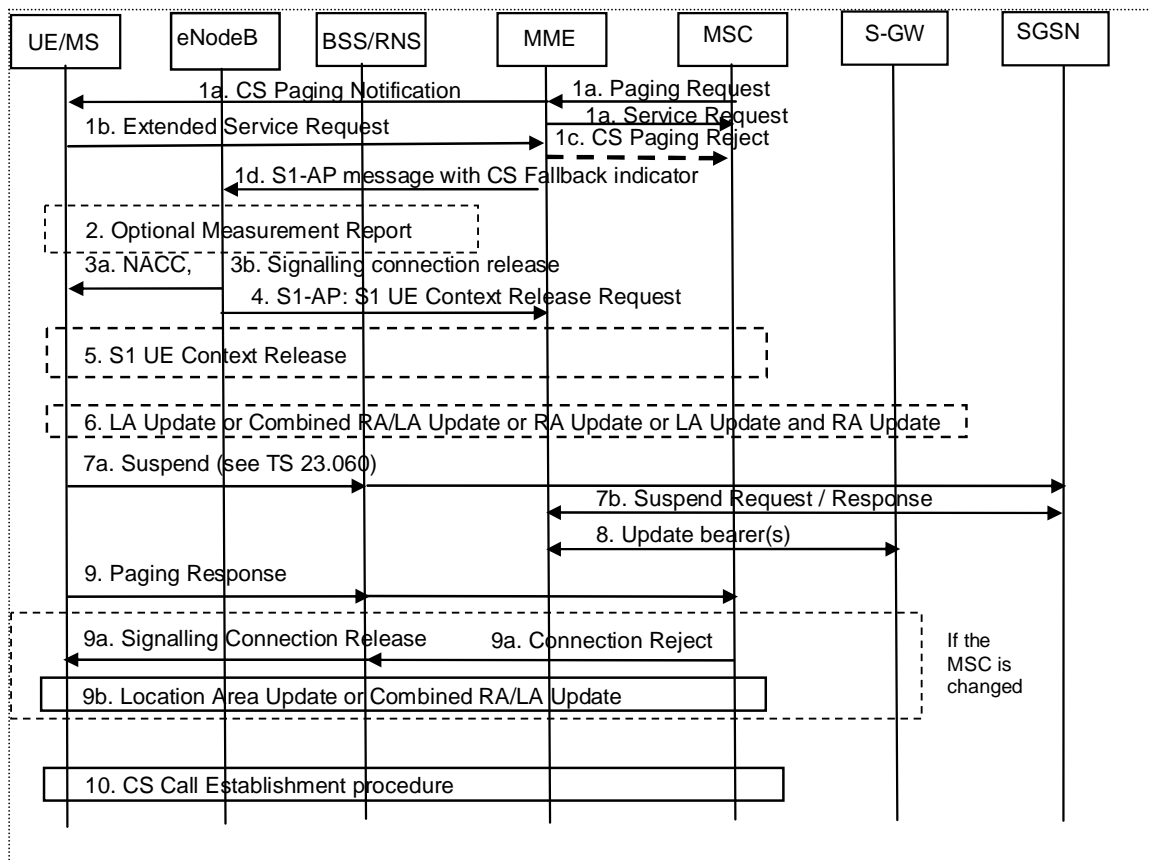 UE/MS
eNodeB
BSS/RNS
MME
MSC
S-GW
SGSN
1a. CS Paging Notification
1a. Paging Request
1a. Service Request
1b. Extended Service Request
1c. CS Paging Reject
1d. S1-AP message with CS Fallback indicator
2. Optional Measurement Report
3a. NACC,
3b. Signalling connection release
4. S1-AP: S1 UE Context Release Request
5. S1 UE Context Release
6. LA Update or Combined RA/LA Update or RA Update or LA Update and RA Update
7a. Suspend (see TS 23.060)
7b. Suspend Request / Response
8. Update bearer(s)
9. Paging Response
9a. Signalling Connection Release
9a. Connection Reject
If the
MSC is
changed
9b. Location Area Update or Combined RA/LA Update
10. CS Call Establishment procedure